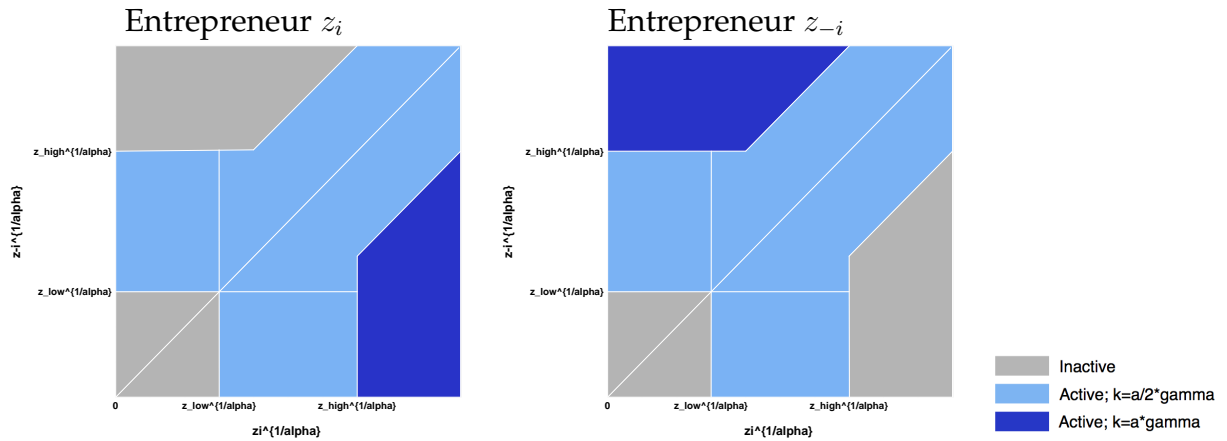 Entrepreneur z_i
z_high^{1/alpha}
z_low^{1/alpha}
z-i^{1/alpha}
0
z_low^{1/alpha}
z_high^{1/alpha}
zi^{1/alpha}
Entrepreneur z_{-i}
z_high^{1/alpha}
z_low^{1/alpha}
z-i^{1/alpha}
0
z_low^{1/alpha}
z_high^{1/alpha}
zi^{1/alpha}
Inactive
Active; k=a/2*gamma
Active; k=a*gamma